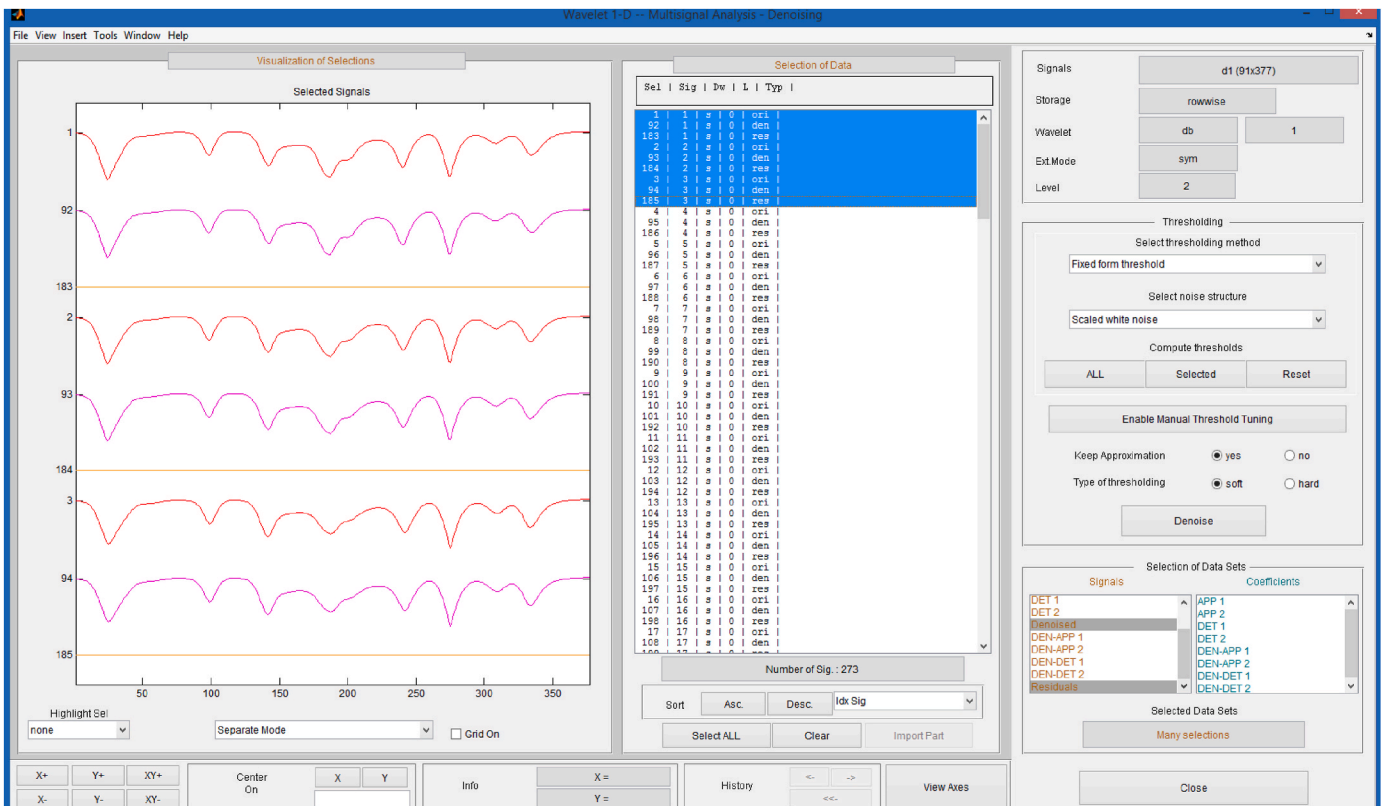 Wavelet 1-D -- Multisignal Analysis - Denoising
File View Insert Tools Window Help
Visualization of Selections
Selected Signals
1
92
183
2
93
184
3
94
185
50 100 150 200 250 300 350
Highlight Sel
none
Separate Mode
Grid On
Selection of Data
Sel | Sig | Dw | L | Typ |
1 | 1 | s | 0 | ori |
92 | 1 | s | 0 | den |
183 | 1 | s | 0 | res |
2 | 2 | s | 0 | ori |
93 | 2 | s | 0 | den |
184 | 2 | s | 0 | res |
3 | 3 | s | 0 | ori |
94 | 3 | s | 0 | den |
185 | 3 | s | 0 | res |
4 | 4 | s | 0 | ori |
95 | 4 | s | 0 | den |
186 | 4 | s | 0 | res |
5 | 5 | s | 0 | ori |
96 | 5 | s | 0 | den |
187 | 5 | s | 0 | res |
6 | 6 | s | 0 | ori |
97 | 6 | s | 0 | den |
188 | 6 | s | 0 | res |
7 | 7 | s | 0 | ori |
98 | 7 | s | 0 | den |
189 | 7 | s | 0 | res |
8 | 8 | s | 0 | ori |
99 | 8 | s | 0 | den |
190 | 8 | s | 0 | res |
9 | 9 | s | 0 | ori |
100 | 9 | s | 0 | den |
191 | 9 | s | 0 | res |
10 | 10 | s | 0 | ori |
101 | 10 | s | 0 | den |
192 | 10 | s | 0 | res |
11 | 11 | s | 0 | ori |
102 | 11 | s | 0 | den |
193 | 11 | s | 0 | res |
12 | 12 | s | 0 | ori |
103 | 12 | s | 0 | den |
194 | 12 | s | 0 | res |
13 | 13 | s | 0 | ori |
104 | 13 | s | 0 | den |
195 | 13 | s | 0 | res |
14 | 14 | s | 0 | ori |
105 | 14 | s | 0 | den |
196 | 14 | s | 0 | res |
15 | 15 | s | 0 | ori |
106 | 15 | s | 0 | den |
197 | 15 | s | 0 | res |
16 | 16 | s | 0 | ori |
107 | 16 | s | 0 | den |
198 | 16 | s | 0 | res |
17 | 17 | s | 0 | ori |
108 | 17 | s | 0 | den |
Number of Sig. : 273
Sort Asc. Desc. Idx Sig
Select ALL Clear Import Part
Signals d1 (91x377)
Storage rowwise
Wavelet db 1
Ext.Mode sym
Level 2
Thresholding
Select thresholding method
Fixed form threshold
Select noise structure
Scaled white noise
Compute thresholds
ALL Selected Reset
Enable Manual Threshold Tuning
Keep Approximation yes no
Type of thresholding soft hard
Denoise
Selection of Data Sets
Signals Coefficients
DET 1 APP 1
DET 2 APP 2
Denoised DET 1
DEN-APP 1 DET 2
DEN-APP 2 DEN-APP 1
DEN-DET 1 DEN-APP 2
DEN-DET 2 DEN-DET 1
Residuals DEN-DET 2
Selected Data Sets
Many selections
X+ Y+ XY+
X- Y- XY-
Center On X Y
Info X =
Y =
History <- ->
<<-
View Axes
Close